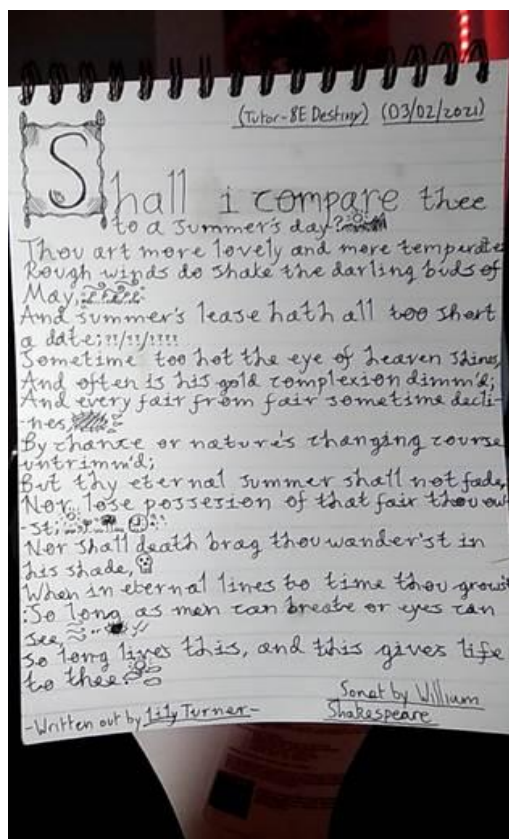 (Tutor-8E Destiny) (03/02/2021)
Shall i compare thee
to a summer's day?
Thou art more lovely and more temperate
Rough winds do shake the darling buds of
May,
And summer's lease hath all too short
a date;??/??/????
Sometime too hot the eye of heaven shines,
And often is his gold complexion dimm'd;
And every fair from fair sometime decli-
-nes,
By chance or nature's changing course
untrimm'd;
But thy eternal summer shall not fade,
Nor lose possesion of that fair thou ow-
-st;
Nor shall death brag thou wander'st in
his shade,
When in eternal lines to time thou growst
:So long as men can breate or eyes can
see,
So long lives this, and this gives life
to thee.
Sonet by William
Shakespeare
-Written out by Lily Turner-